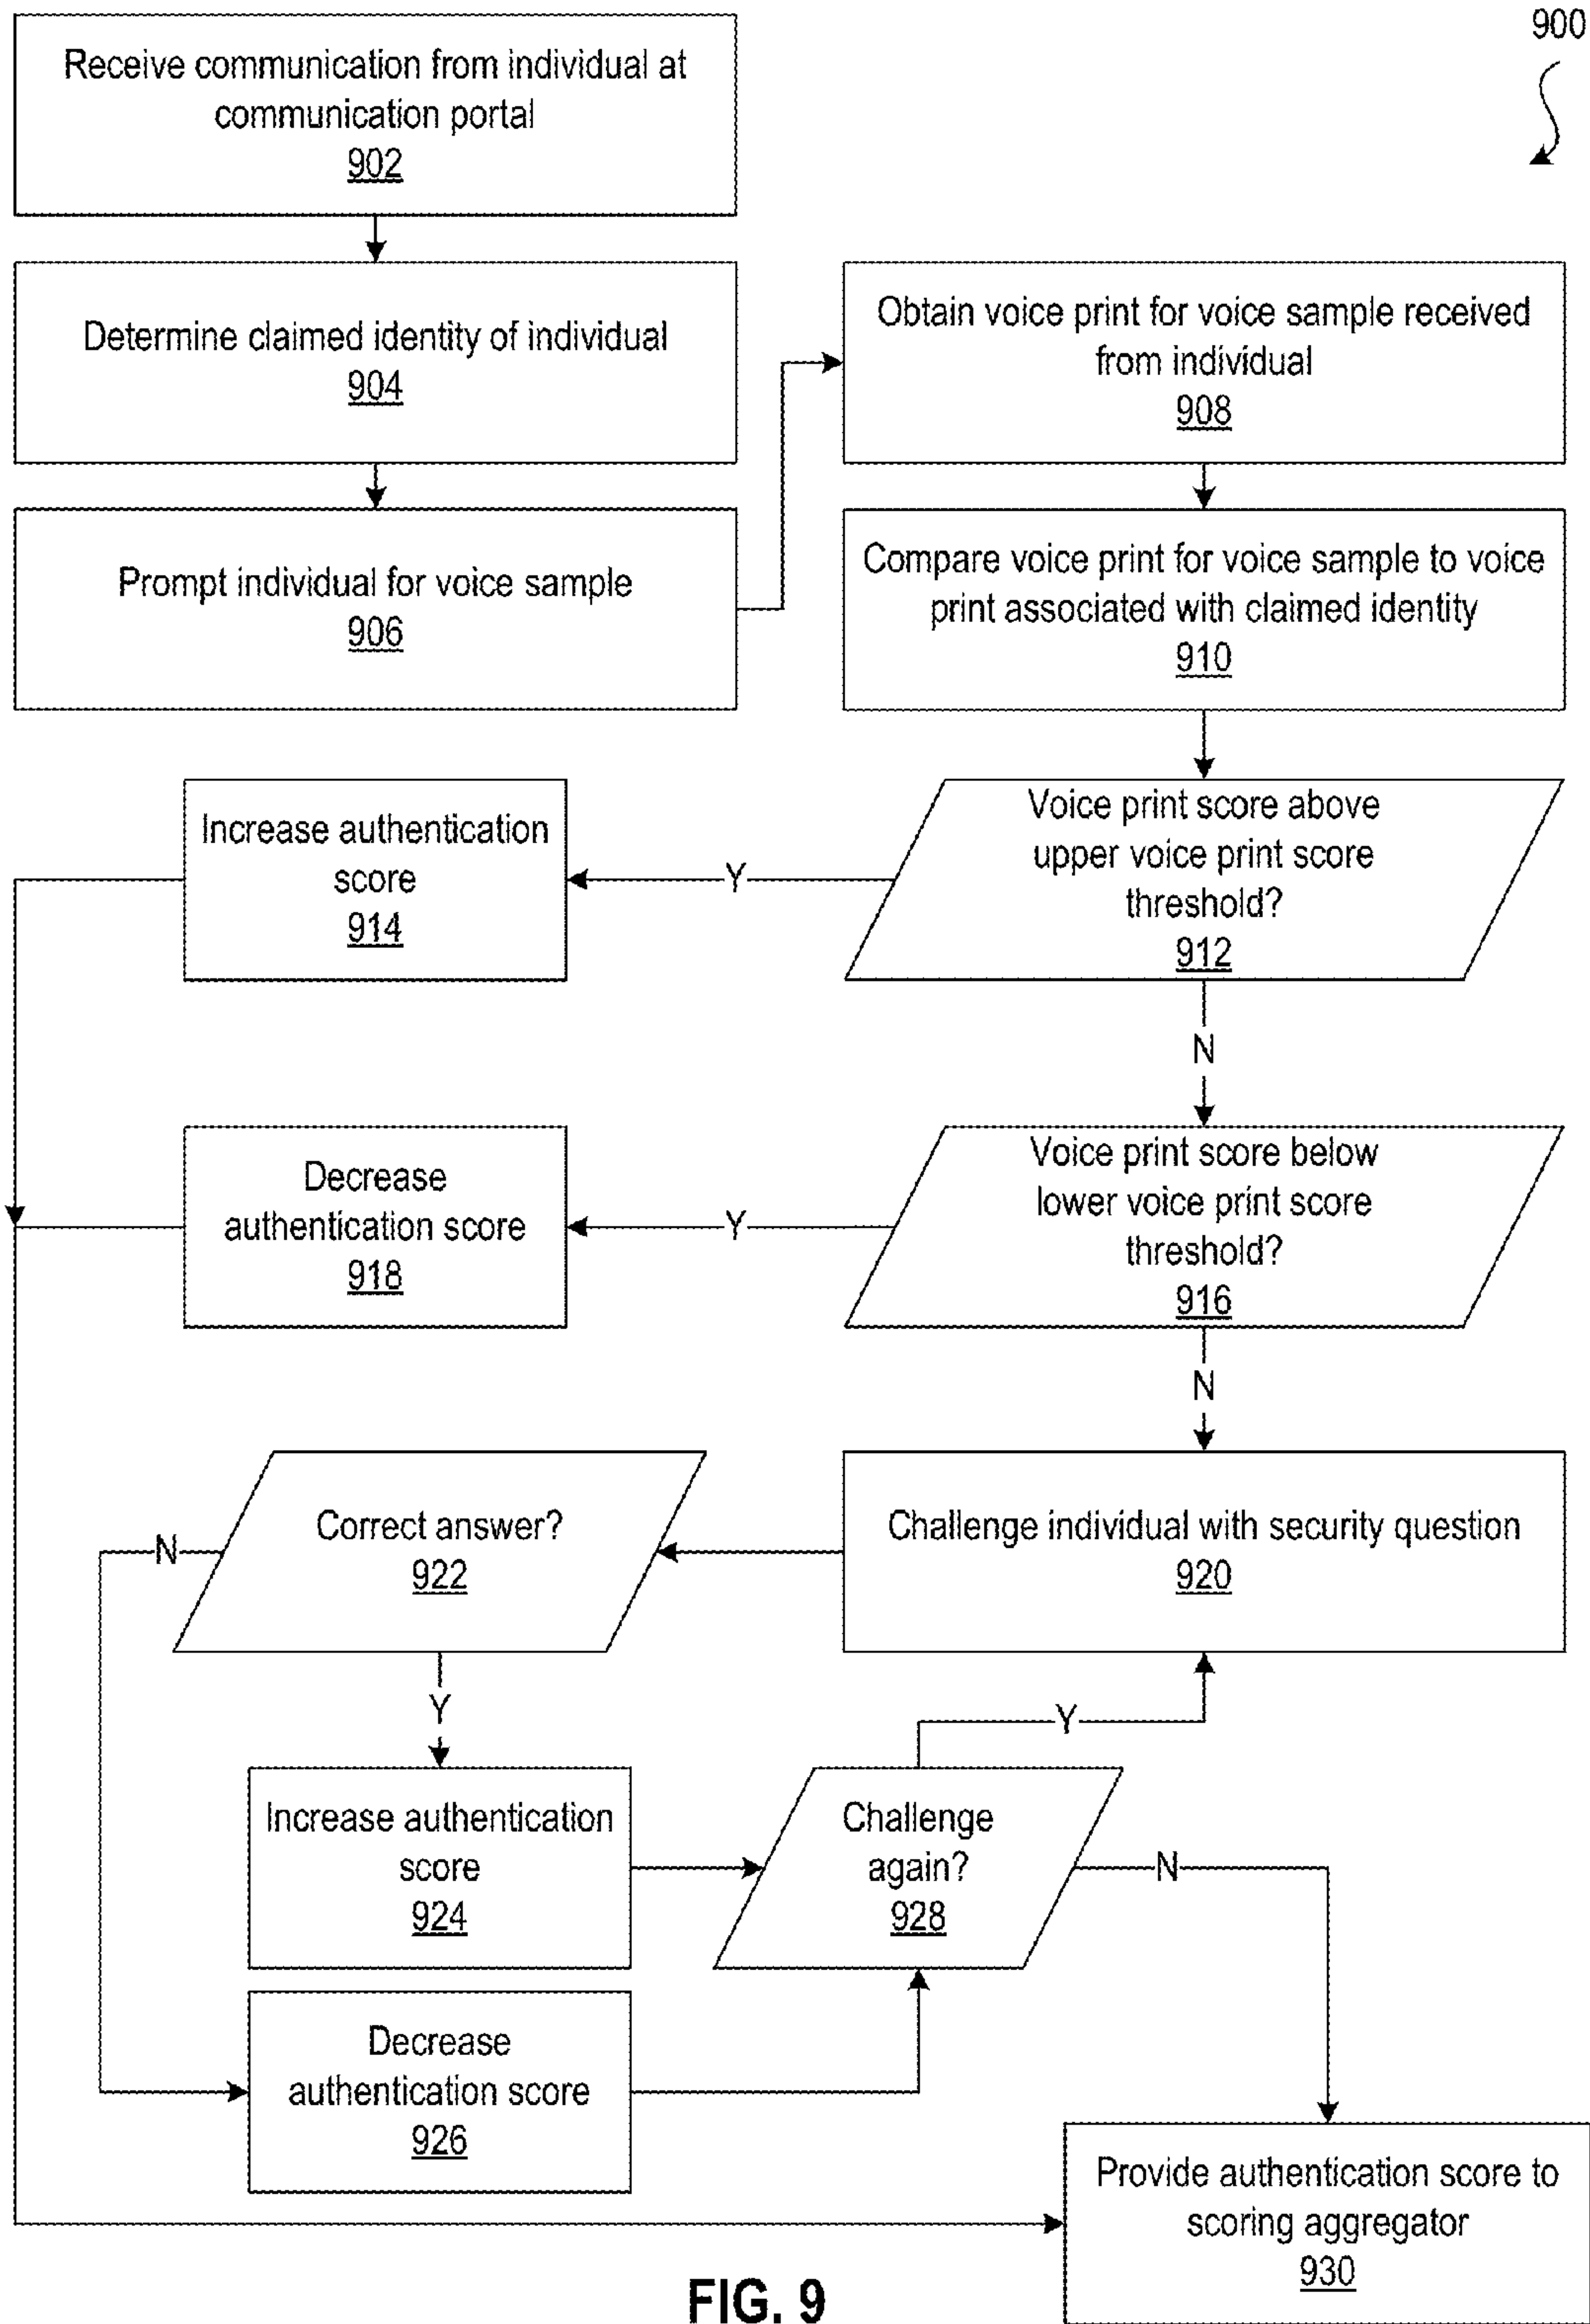 900
Receive communication from individual at
communication portal
902
Determine claimed identity of individual
904
Prompt individual for voice sample
906
Obtain voice print for voice sample received
from individual
908
Compare voice print for voice sample to voice
print associated with claimed identity
910
Voice print score above
upper voice print score
threshold?
912
Y
Increase authentication
score
914
N
Voice print score below
lower voice print score
threshold?
916
Y
Decrease
authentication score
918
N
Challenge individual with security question
920
Correct answer?
922
N
Y
Increase authentication
score
924
Decrease
authentication score
926
Challenge
again?
928
Y
N
Provide authentication score to
scoring aggregator
930
FIG. 9